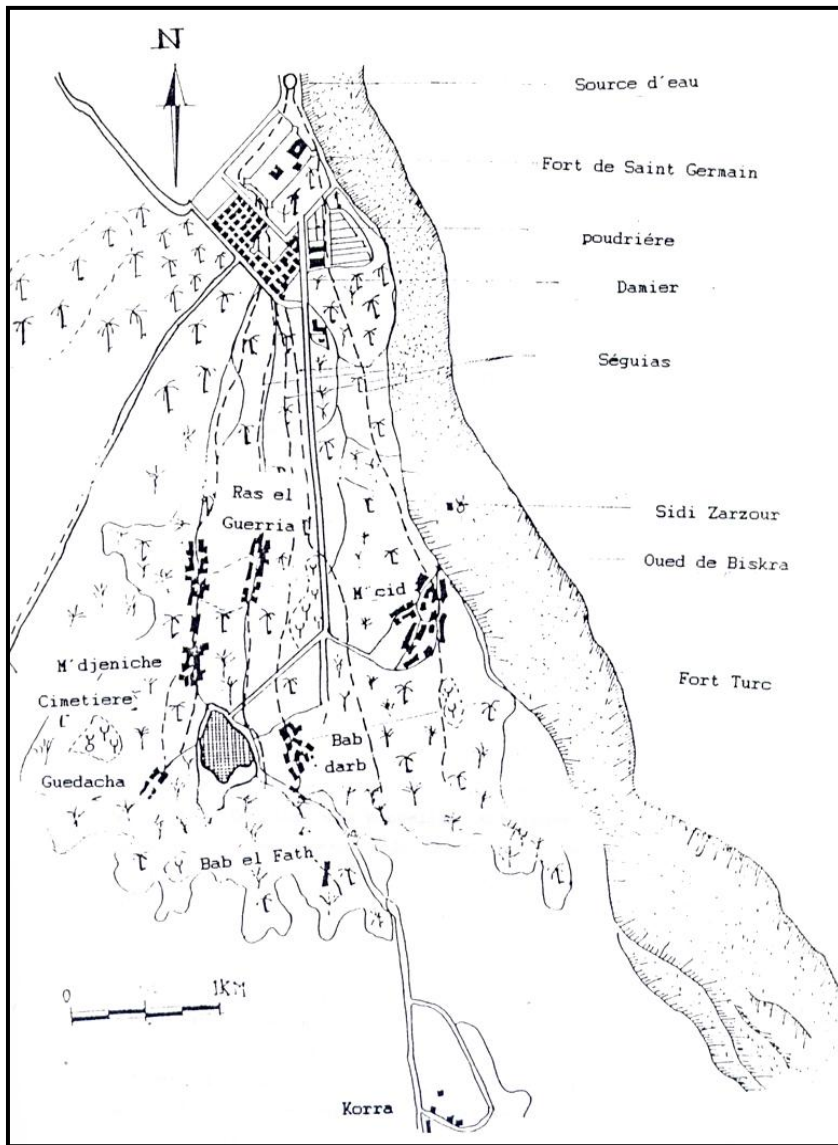 N
Source d'eau
Fort de Saint Germain
poudriére
Damier
Séguias
Ras el
Guerria
Sidi Zarzour
Oued de Biskra
M'cid
M'djeniche
Fort Turc
Cimetiere
Bab
darb
Guedacha
Bab el Fath
0 1KM
Korra